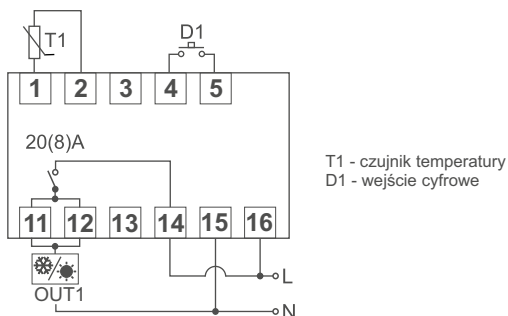 T1
D1
1 2 3 4 5
20(8)A
T1 - czujnik temperatury
D1 - wejście cyfrowe
11 12 13 14 15 16
L
OUT1
N